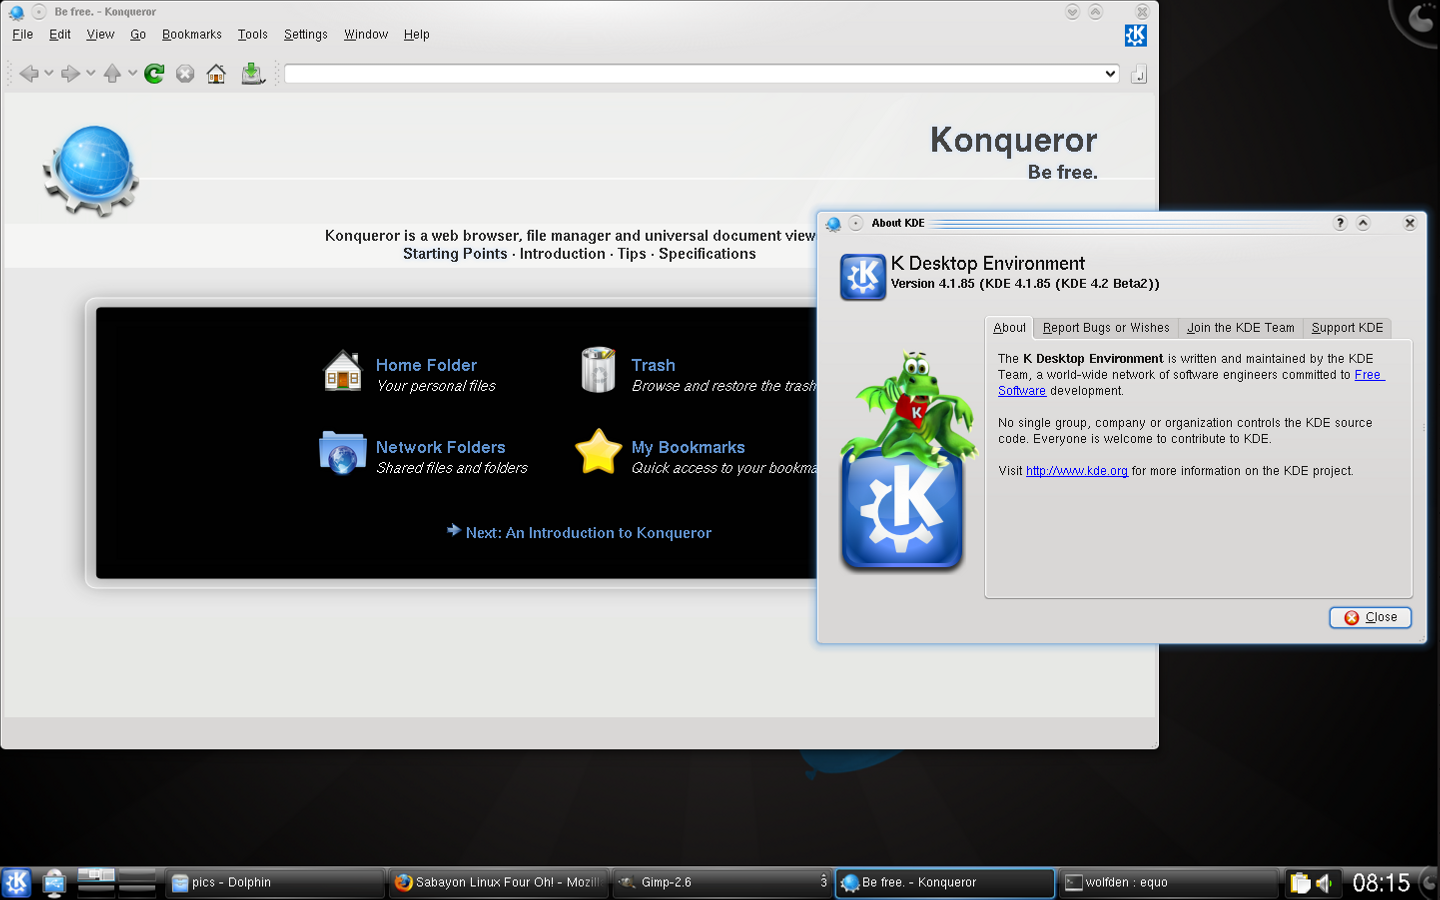 Be free. - Konqueror
File Edit View Go Bookmarks Tools Settings Window Help
Konqueror
Be free.
Konqueror is a web browser, file manager and universal document view
Starting Points · Introduction · Tips · Specifications
Home Folder
Your personal files
Trash
Browse and restore the trash
Network Folders
Shared files and folders
My Bookmarks
Quick access to your bookma
Next: An Introduction to Konqueror
About KDE
K Desktop Environment
Version 4.1.85 (KDE 4.1.85 (KDE 4.2 Beta2))
About Report Bugs or Wishes Join the KDE Team Support KDE
The K Desktop Environment is written and maintained by the KDE
Team, a world-wide network of software engineers committed to Free
Software development.
No single group, company or organization controls the KDE source
code. Everyone is welcome to contribute to KDE.
Visit http://www.kde.org for more information on the KDE project.
K
K
Close
pics - Dolphin
Sabayon Linux Four Oh! - Mozill
Gimp-2.6 3
Be free. - Konqueror
wolfden : equo
08:15